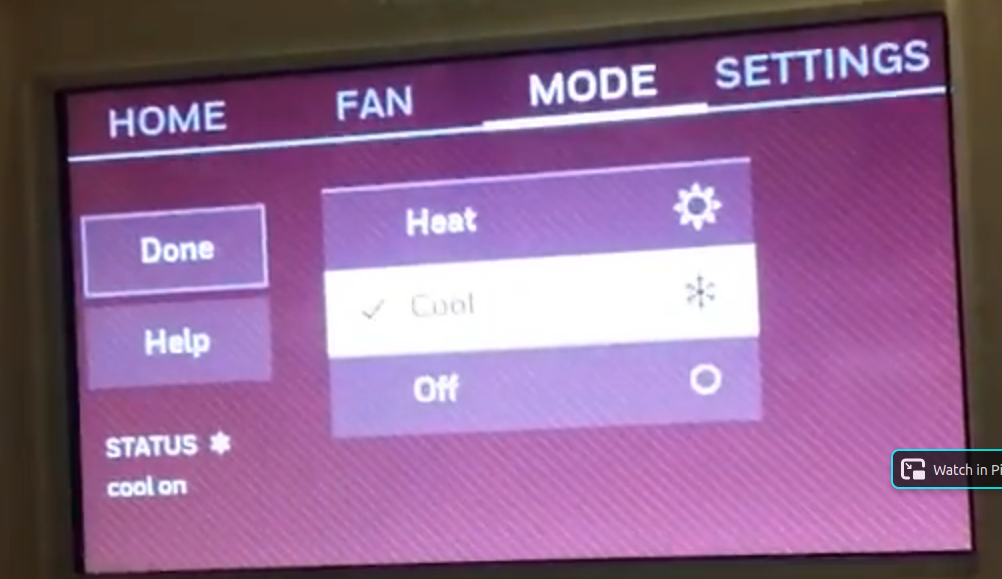 HOME FAN MODE SETTINGS
Done
Help
Heat
Cool
Off
STATUS
cool on
Watch in Pi